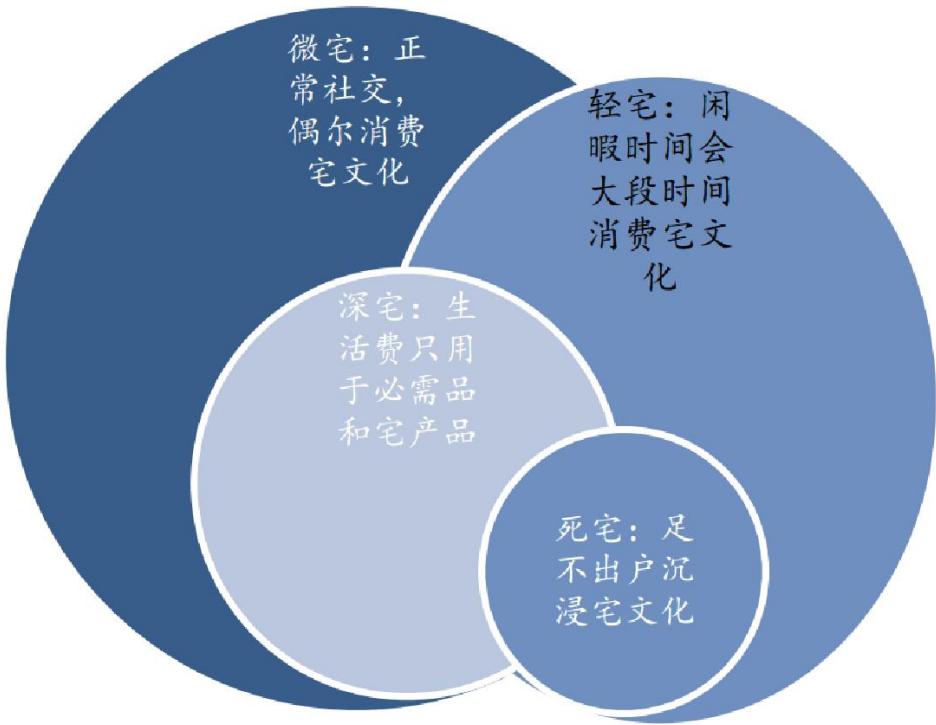 微宅：正
常社交，
偶尔消费
宅文化
轻宅：闲
暇时间会
大段时间
消费宅文
化
深宅：生
活费只用
于必需品
和宅产品
死宅：足
不出户沉
浸宅文化